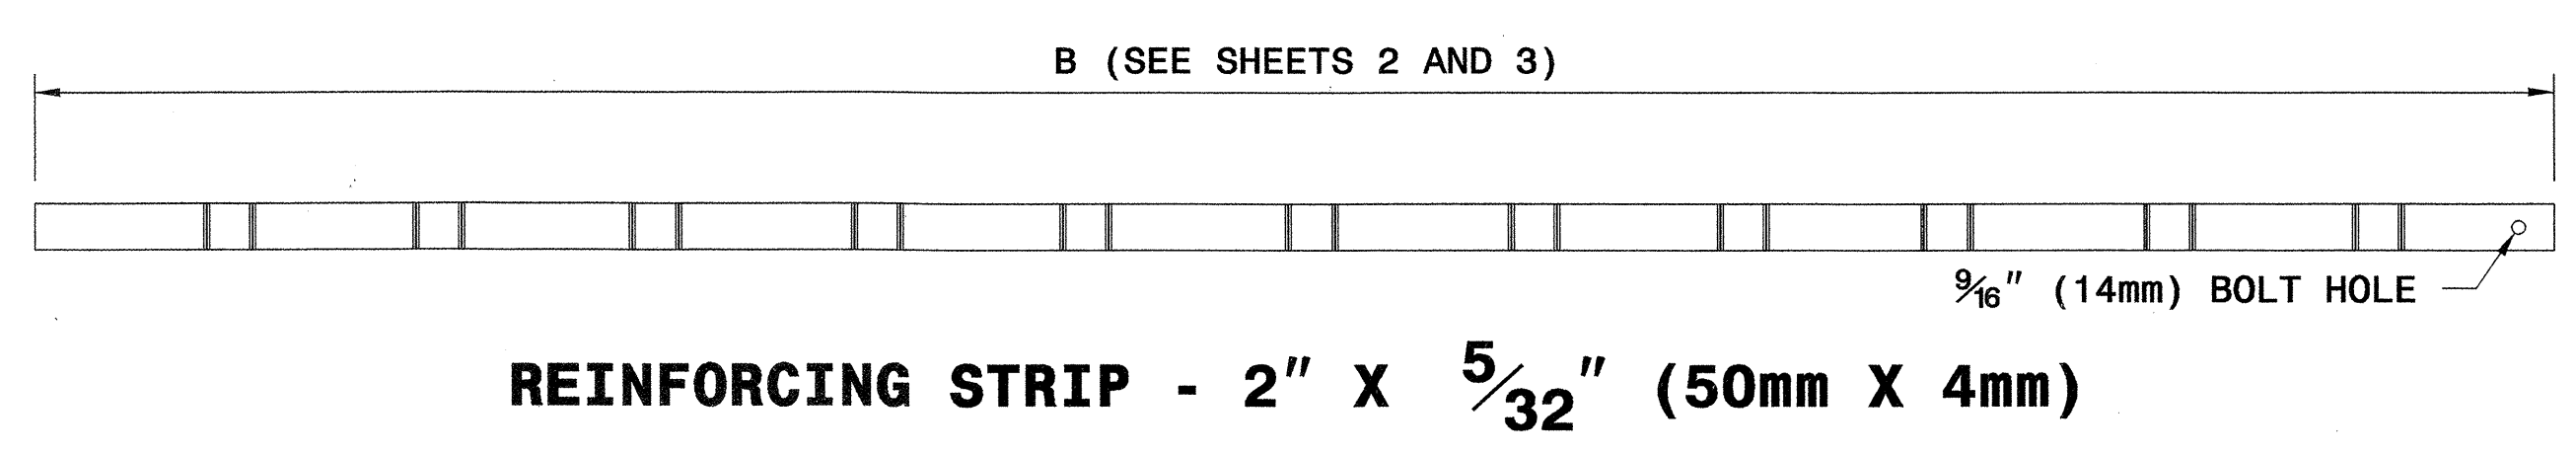 B (SEE SHEETS 2 AND 3)
9/16" (14mm) BOLT HOLE
REINFORCING STRIP - 2" X 5/32" (50mm X 4mm)